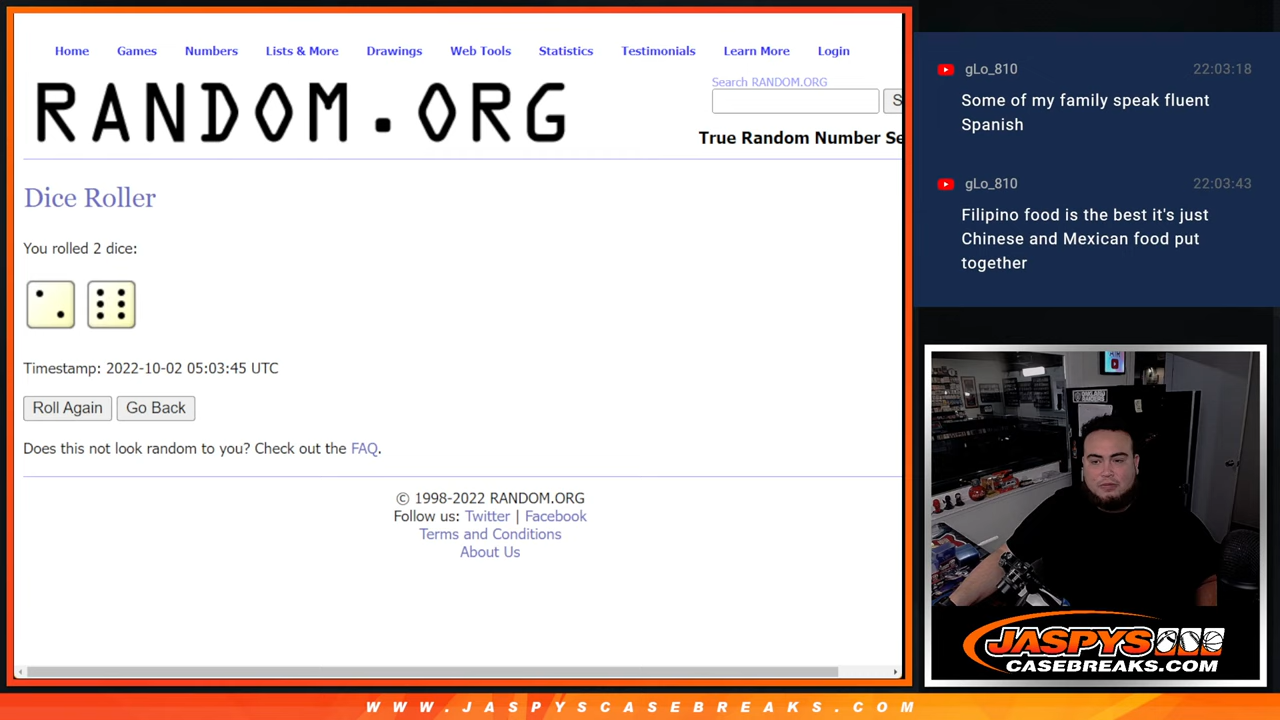 Home Games Numbers Lists & More Drawings Web Tools Statistics Testimonials Learn More Login
RANDOM.ORG
Search RANDOM.ORG
S
True Random Number Se
Dice Roller
You rolled 2 dice:
Timestamp: 2022-10-02 05:03:45 UTC
Roll Again Go Back
Does this not look random to you? Check out the FAQ.
© 1998-2022 RANDOM.ORG
Follow us: Twitter | Facebook
Terms and Conditions
About Us
gLo_810 22:03:18
Some of my family speak fluent
Spanish
gLo_810 22:03:43
Filipino food is the best it's just
Chinese and Mexican food put
together
JASPYS
CASEBREAKS.COM
WWW.JASPYSCASEBREAKS.COM